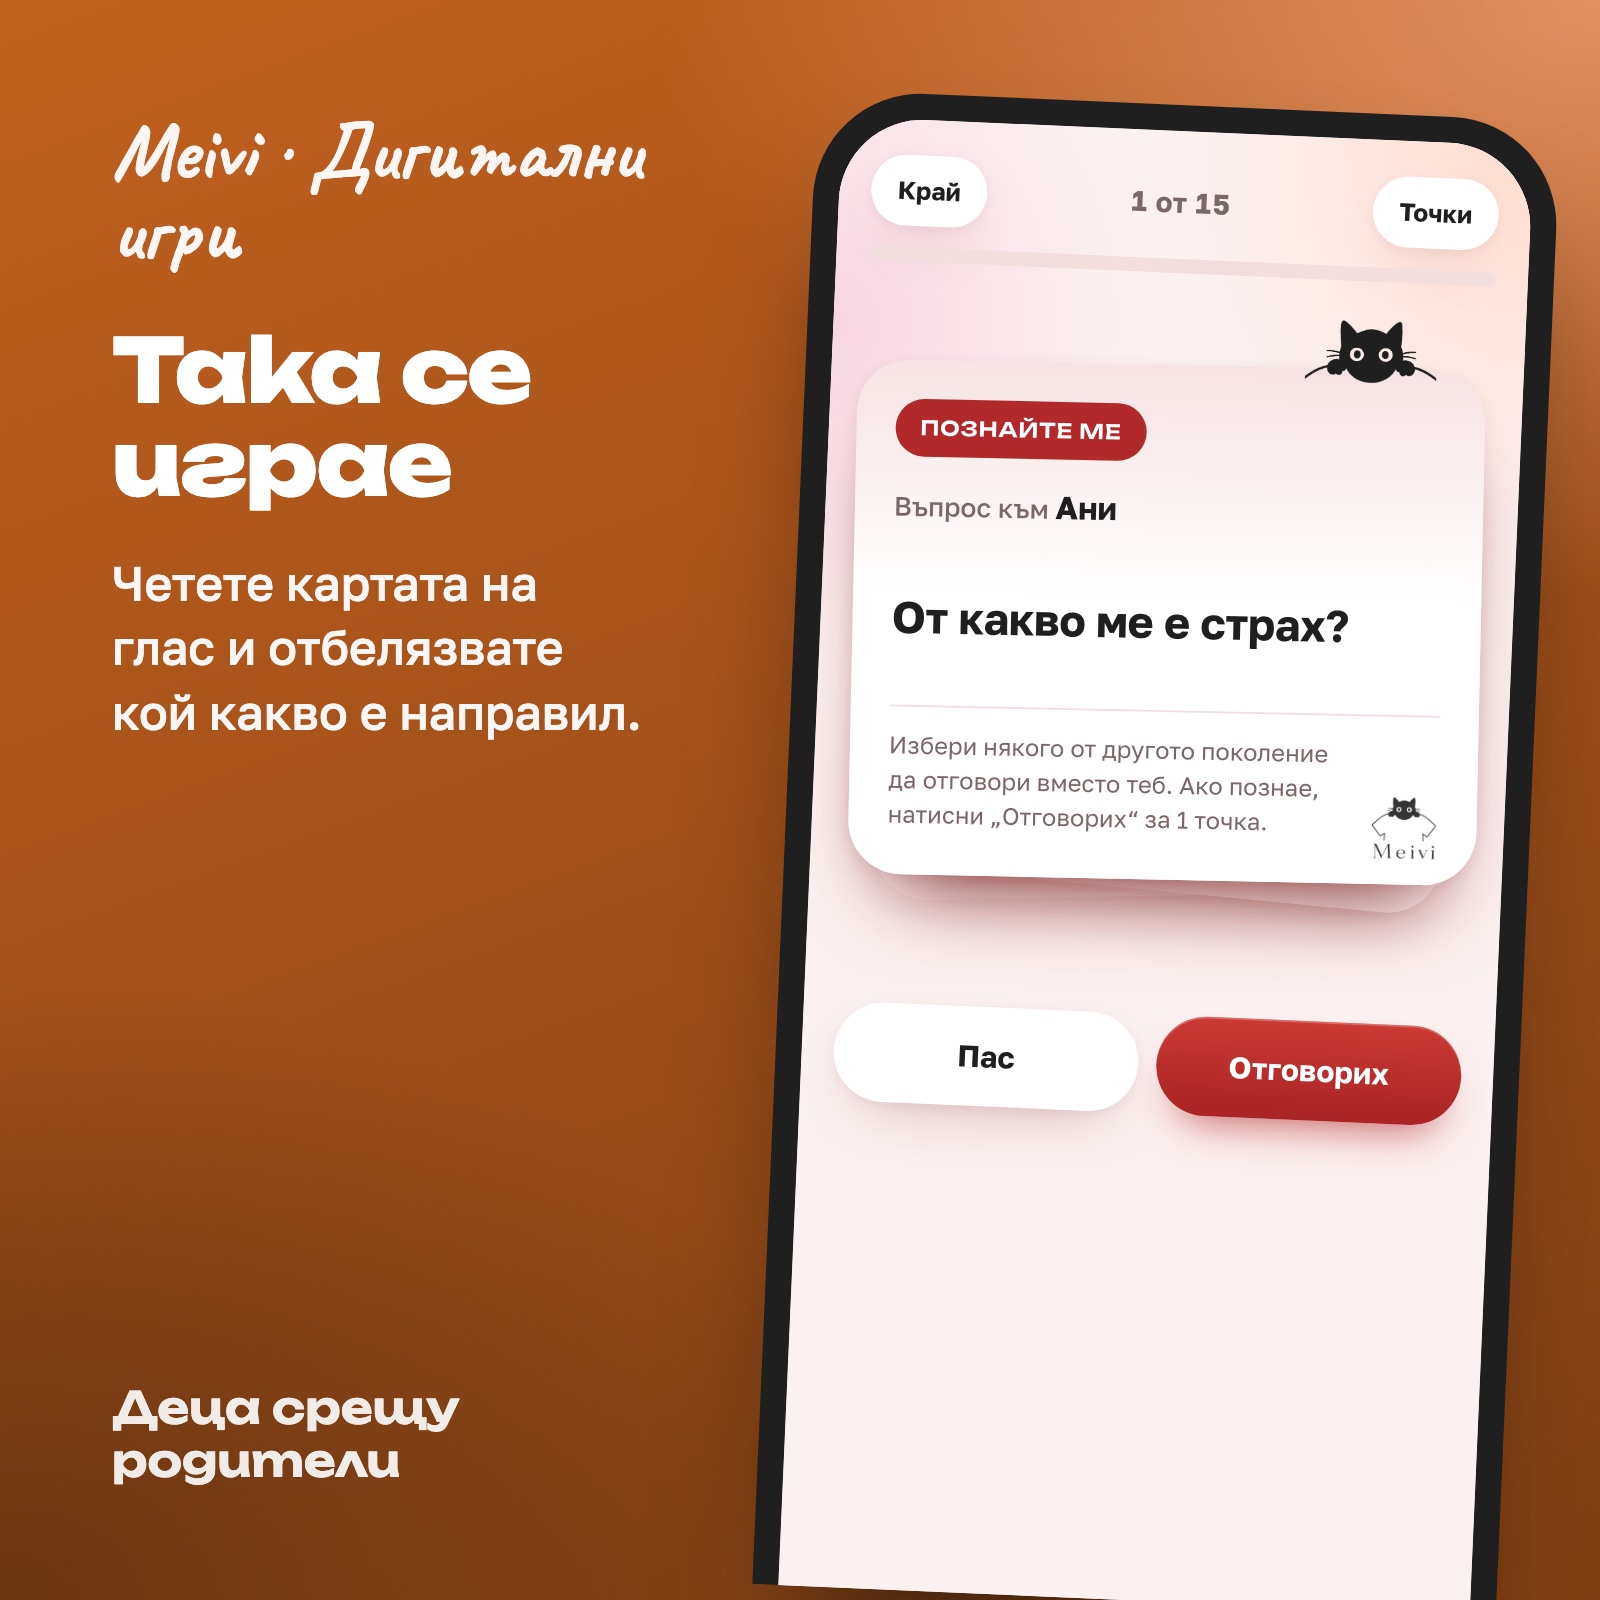 Meivi · Дигитални
игри
Така се
играе
Четете картата на
глас и отбелязвате
кой какво е направил.
Деца срещу
родители
Край
1 от 15
Точки
ПОЗНАЙТЕ МЕ
Въпрос към Ани
От какво ме е страх?
Избери някого от другото поколение
да отговори вместо теб. Ако познае,
натисни „Отговорих“ за 1 точка.
Meivi
Пас
Отговорих